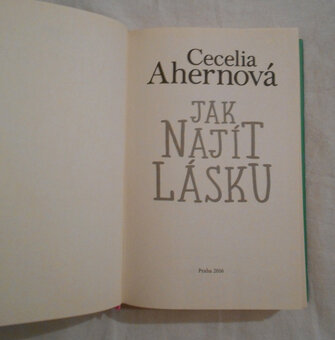 Cecelia
Ahernová
JAK
NAJÍT
LÁSKU
Praha 2016